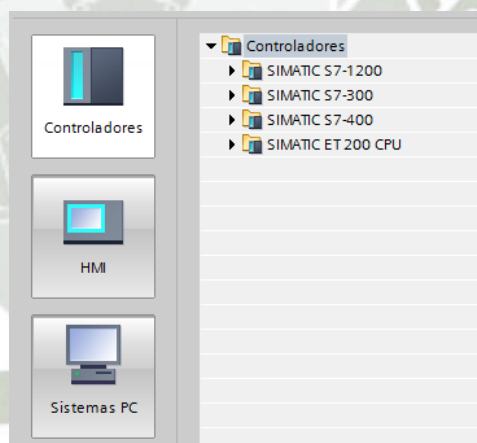 Controladores
HMI
Sistemas PC
Controladores
SIMATIC S7-1200
SIMATIC S7-300
SIMATIC S7-400
SIMATIC ET 200 CPU